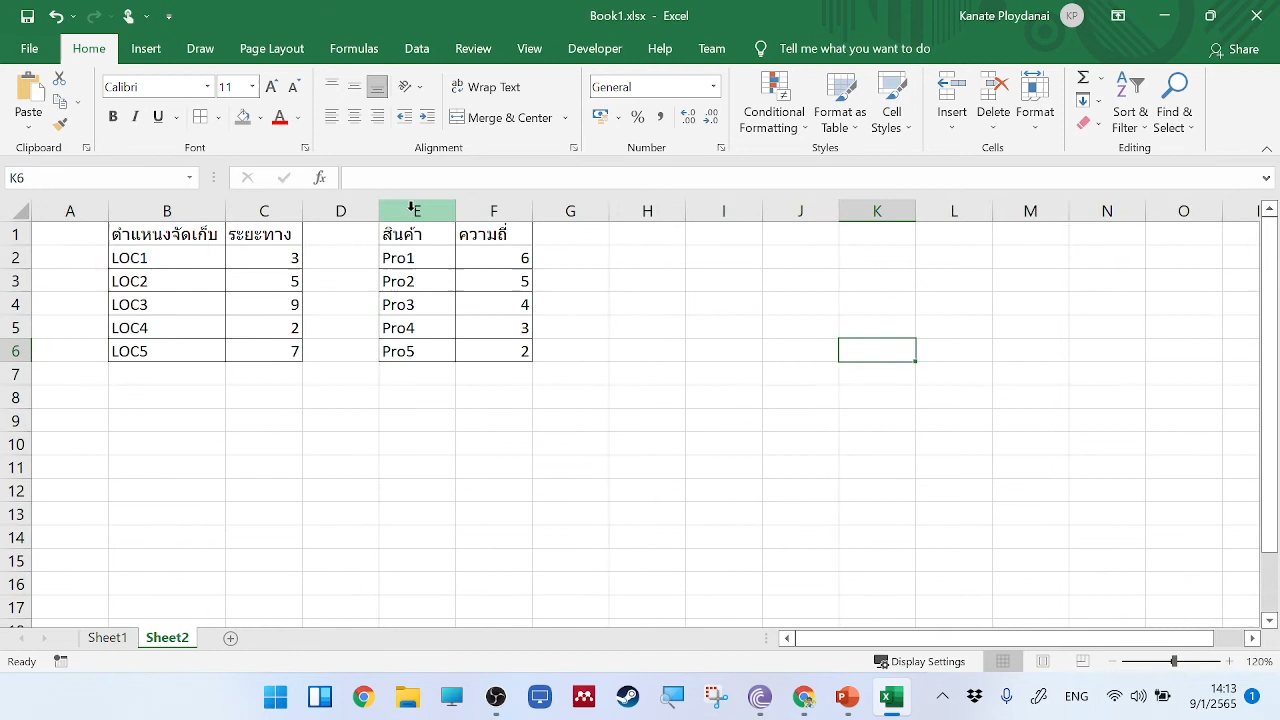 Book1.xlsx - Excel
Kanate Ploydanai
KP
File Home Insert Draw Page Layout Formulas Data Review View Developer Help Team Tell me what you want to do Share
Calibri 11 Wrap Text General
Paste B I U Merge & Center % , Conditional Formatting Format as Table Cell Styles Insert Delete Format Sort & Filter Find & Select
Clipboard Font Alignment Number Styles Cells Editing
K6 fx
A B C D E F G H I J K L M N O
1 ตำแหนงจัดเก็บ ระยะทาง สินค้า ความถี่
2 LOC1 3 Pro1 6
3 LOC2 5 Pro2 5
4 LOC3 9 Pro3 4
5 LOC4 2 Pro4 3
6 LOC5 7 Pro5 2
7
8
9
10
11
12
13
14
15
16
17
Sheet1 Sheet2
Ready Display Settings 120%
ENG 14:13
9/1/2565 1